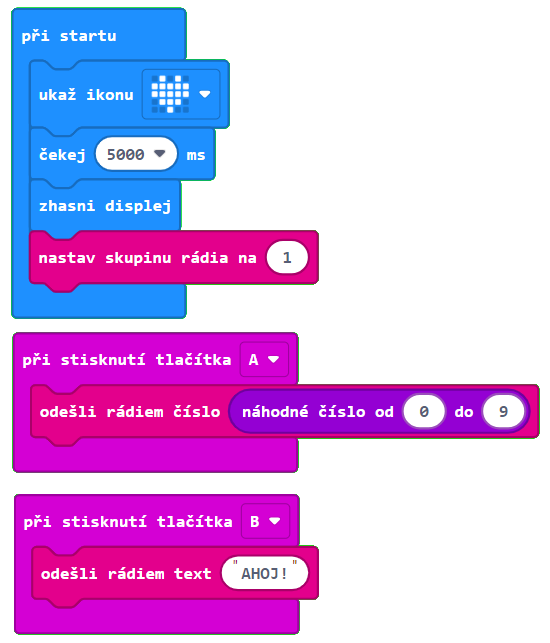 při startu
ukaž ikonu
čekej 5000 ms
zhasni displej
nastav skupinu rádia na 1
při stisknutí tlačítka A
odešli rádiem číslo náhodné číslo od 0 do 9
při stisknutí tlačítka B
odešli rádiem text "AHOJ!"